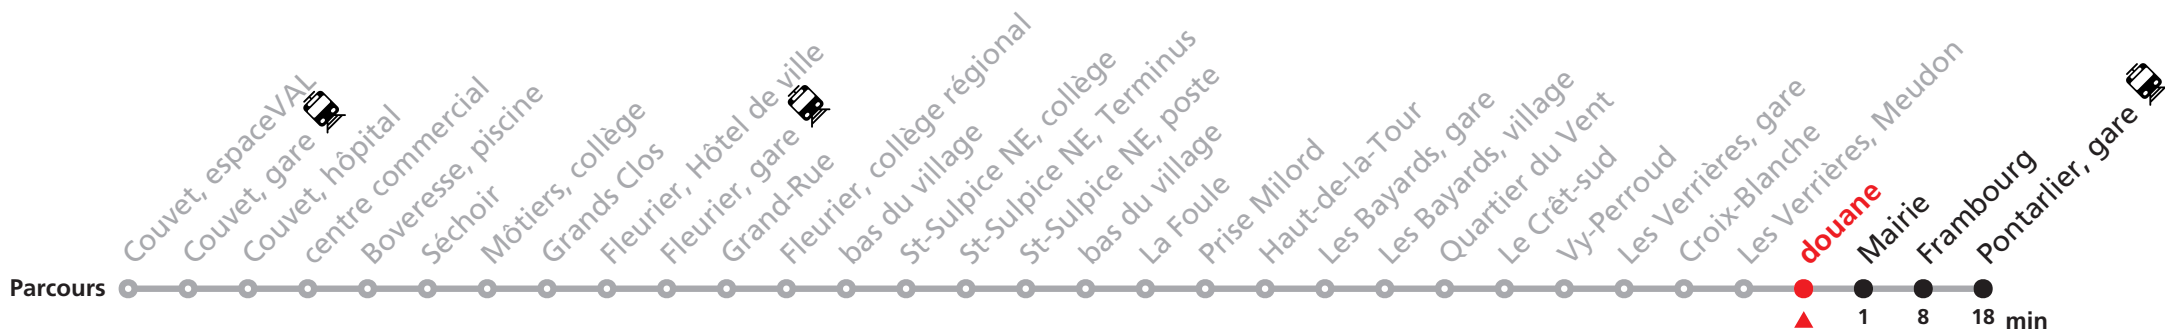 Couvet, espaceVAL
Couvet, gare
Couvet, hôpital
centre commercial
Boveresse, piscine
Séchoir
Môtiers, collège
Grands Clos
Fleurier, Hôtel de ville
Fleurier, gare
Grand-Rue
Fleurier, collège régional
bas du village
St-Sulpice NE, collège
St-Sulpice NE, Terminus
St-Sulpice NE, poste
bas du village
La Foule
Prise Milord
Haut-de-la-Tour
Les Bayards, gare
Les Bayards, village
Quartier du Vent
Le Crêt-sud
Vy-Perroud
Les Verrières, gare
Croix-Blanche
Les Verrières, Meudon
douane
Mairie
Frambourg
Pontarlier, gare
Parcours
1 8 18 min